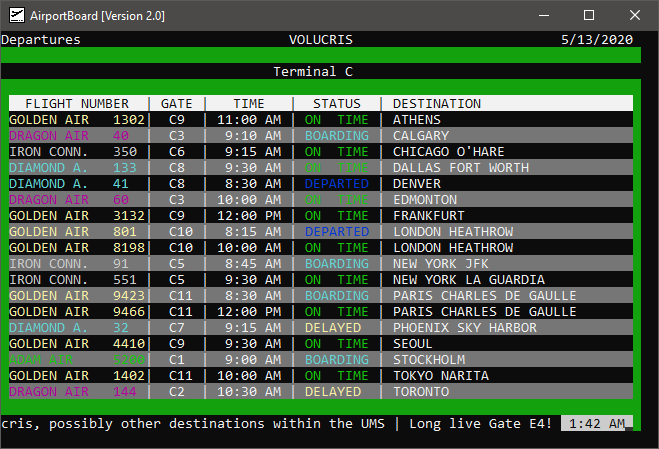 AirportBoard [Version 2.0]
Departures VOLUCRIS 5/13/2020
Terminal C
FLIGHT NUMBER | GATE | TIME | STATUS | DESTINATION
GOLDEN AIR 1302 | C9 | 11:00 AM | ON TIME | ATHENS
DRAGON AIR 40 | C3 | 9:10 AM | BOARDING | CALGARY
IRON CONN. 350 | C6 | 9:15 AM | ON TIME | CHICAGO O'HARE
DIAMOND A. 133 | C8 | 9:30 AM | ON TIME | DALLAS FORT WORTH
DIAMOND A. 41 | C8 | 8:30 AM | DEPARTED | DENVER
DRAGON AIR 60 | C3 | 10:00 AM | ON TIME | EDMONTON
GOLDEN AIR 3132 | C9 | 12:00 PM | ON TIME | FRANKFURT
GOLDEN AIR 801 | C10 | 8:15 AM | DEPARTED | LONDON HEATHROW
GOLDEN AIR 8198 | C10 | 10:00 AM | ON TIME | LONDON HEATHROW
IRON CONN. 91 | C5 | 8:45 AM | BOARDING | NEW YORK JFK
IRON CONN. 551 | C5 | 9:30 AM | ON TIME | NEW YORK LA GUARDIA
GOLDEN AIR 9423 | C11 | 8:30 AM | BOARDING | PARIS CHARLES DE GAULLE
GOLDEN AIR 9466 | C11 | 12:00 PM | ON TIME | PARIS CHARLES DE GAULLE
DIAMOND A. 32 | C7 | 9:15 AM | DELAYED | PHOENIX SKY HARBOR
GOLDEN AIR 4410 | C9 | 9:30 AM | ON TIME | SEOUL
ADAM AIR 5200 | C1 | 9:00 AM | BOARDING | STOCKHOLM
GOLDEN AIR 1402 | C11 | 10:00 AM | ON TIME | TOKYO NARITA
DRAGON AIR 144 | C2 | 10:30 AM | DELAYED | TORONTO
cris, possibly other destinations within the UMS | Long live Gate E4! 1:42 AM